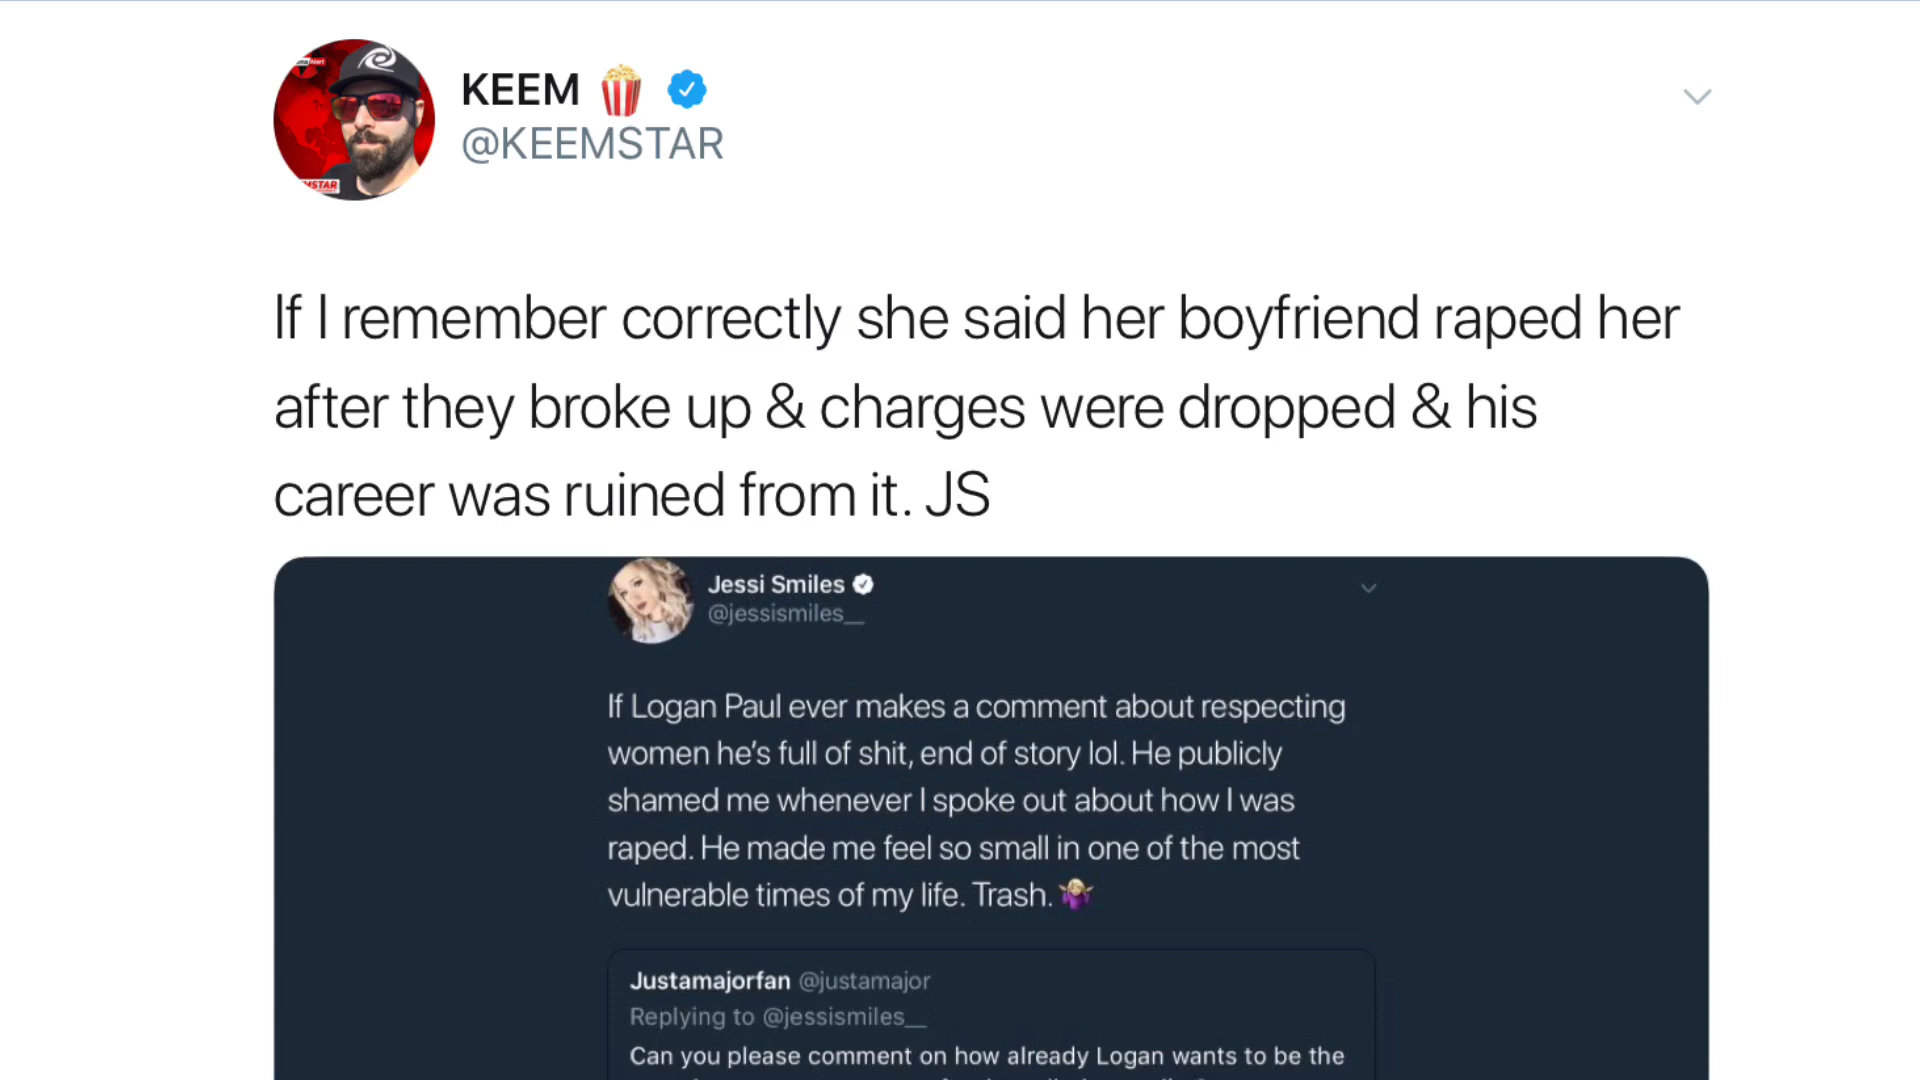 KEEM
@KEEMSTAR
MSTAR
If I remember correctly she said her boyfriend raped her
after they broke up & charges were dropped & his
career was ruined from it. JS
Jessi Smiles
@jessismiles__
If Logan Paul ever makes a comment about respecting
women he's full of shit, end of story lol. He publicly
shamed me whenever I spoke out about how I was
raped. He made me feel so small in one of the most
vulnerable times of my life. Trash. 🤷🏼‍♀️
Justamajorfan @justamajor
Replying to @jessismiles__
Can you please comment on how already Logan wants to be the